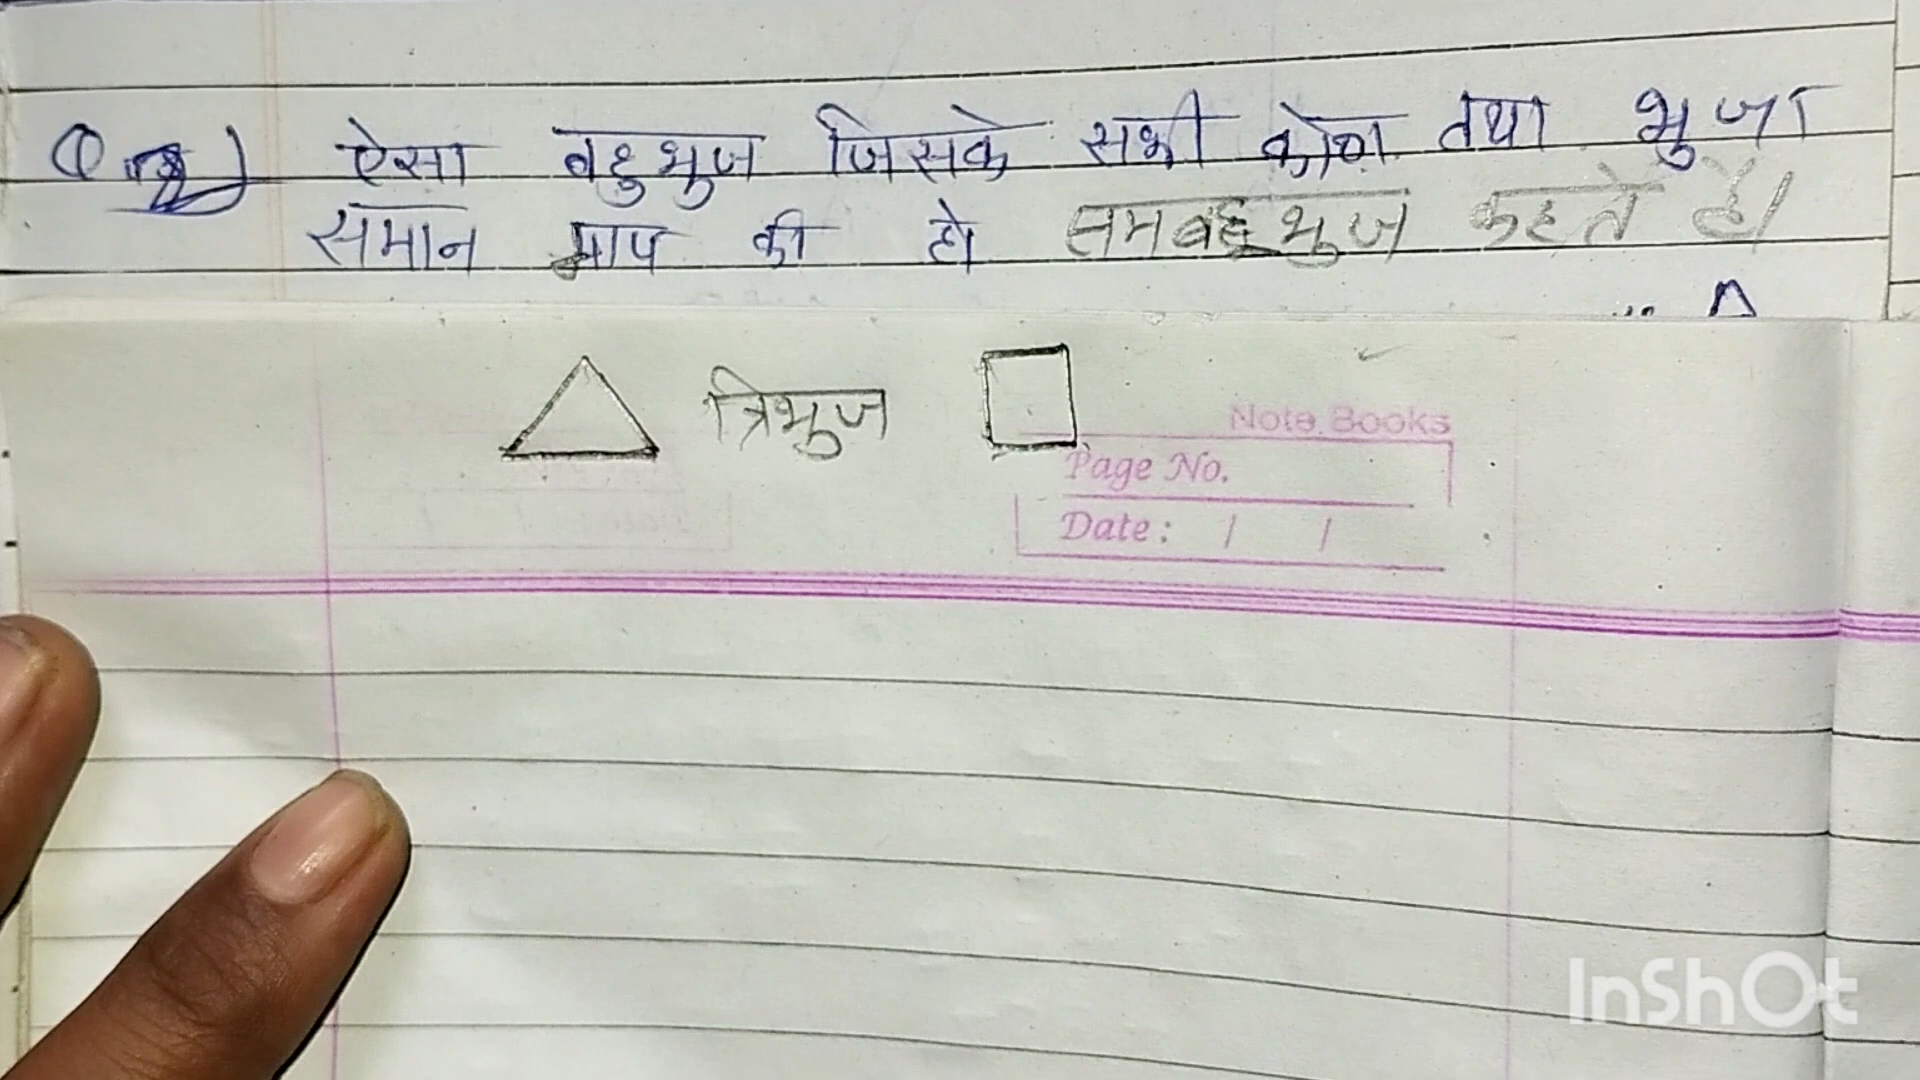 ऐसा बहुभुज जिसके सभी कोण तथा भुजा
समान माप की हो समबहुभुज कहते है।
त्रिभुज
Note Books
Page No.
Date : / /
InShOt